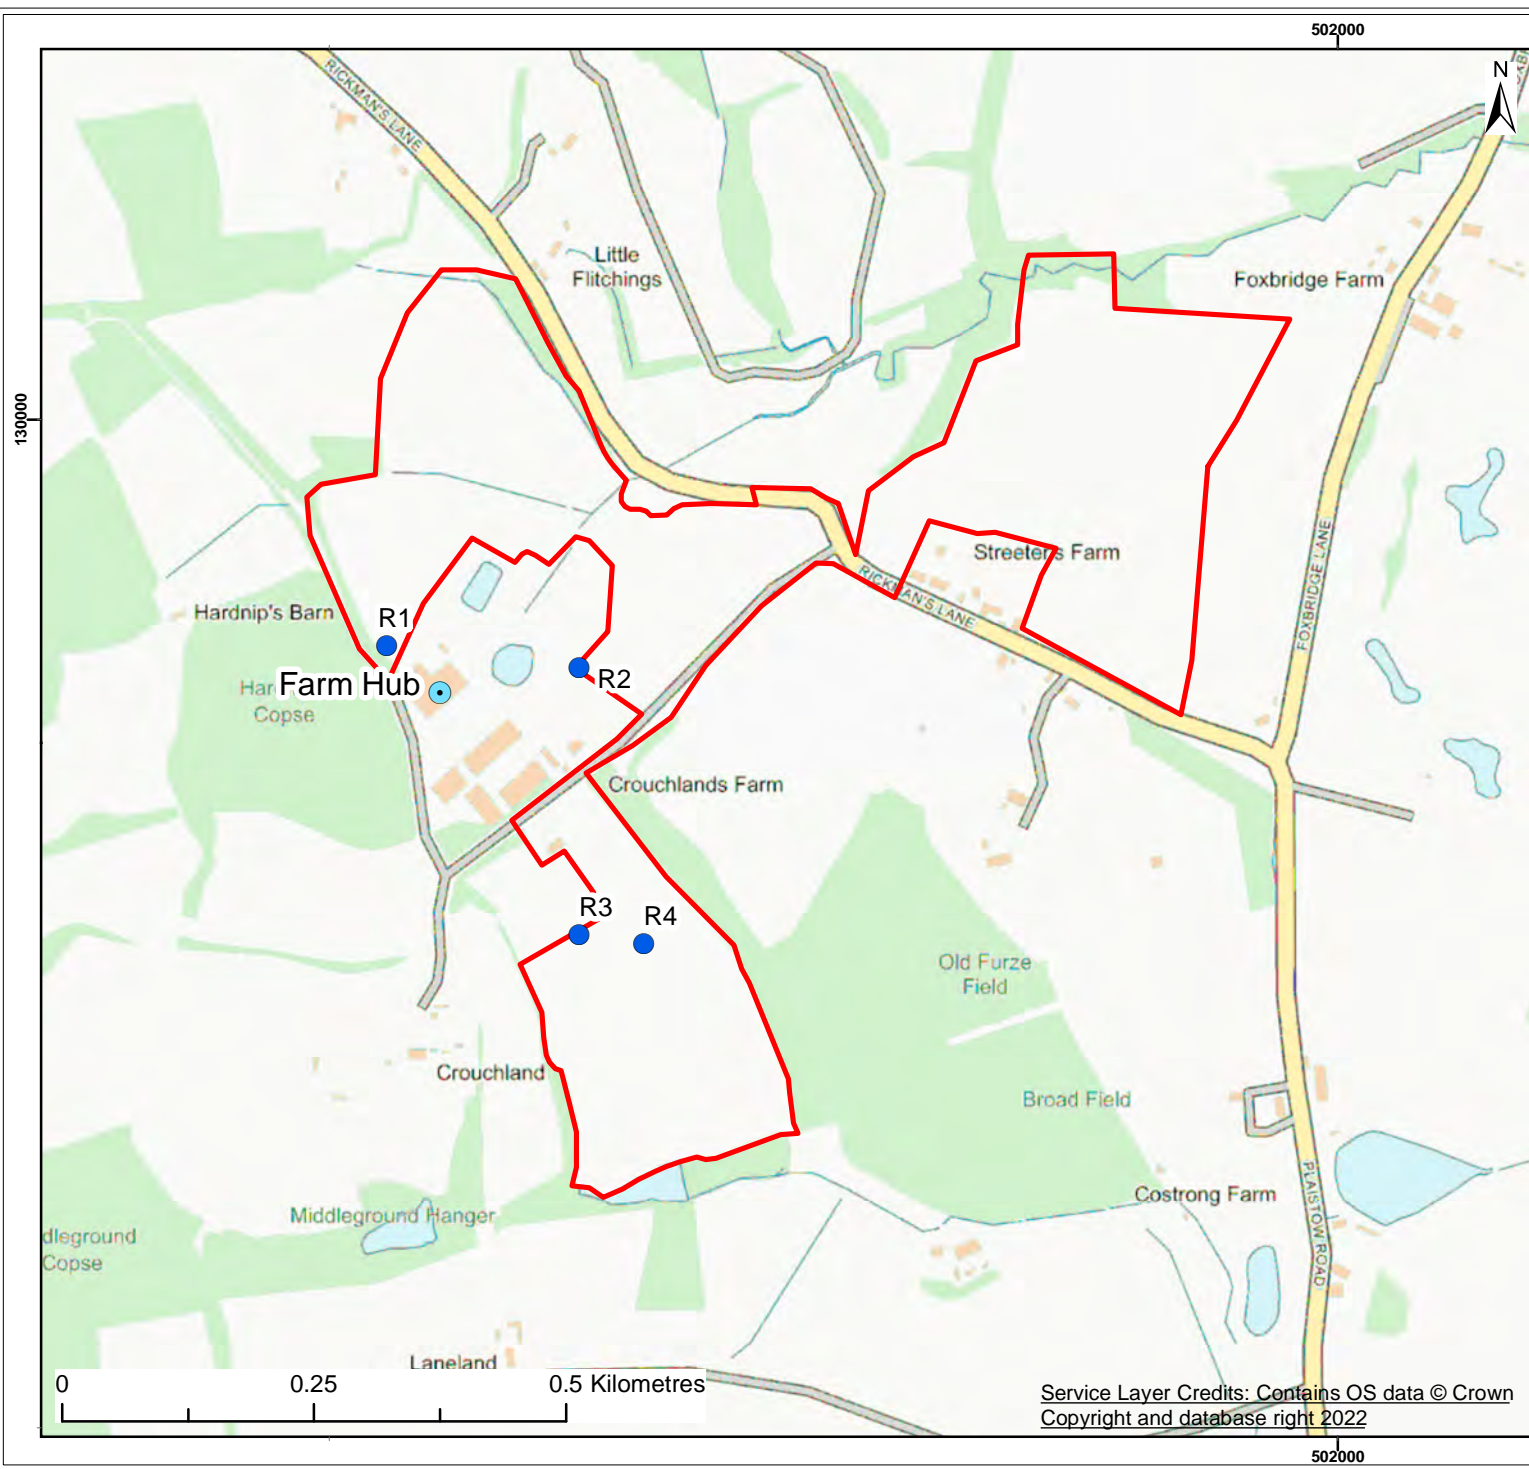 502000
N
RICKMAN'S LANE
Little
Flitchings
Foxbridge Farm
130000
Streeter's Farm
RICKMAN'S LANE
FOXBRIDGE LANE
Hardnip's Barn
R1
R2
Farm Hub
Copse
Crouchlands Farm
R3
R4
Old Furze
Field
Crouchland
Broad Field
PLAISTOW ROAD
Costrong Farm
Middleground Hanger
dleground
Copse
Laneland
0
0.25
0.5 Kilometres
Service Layer Credits: Contains OS data © Crown
Copyright and database right 2022
502000